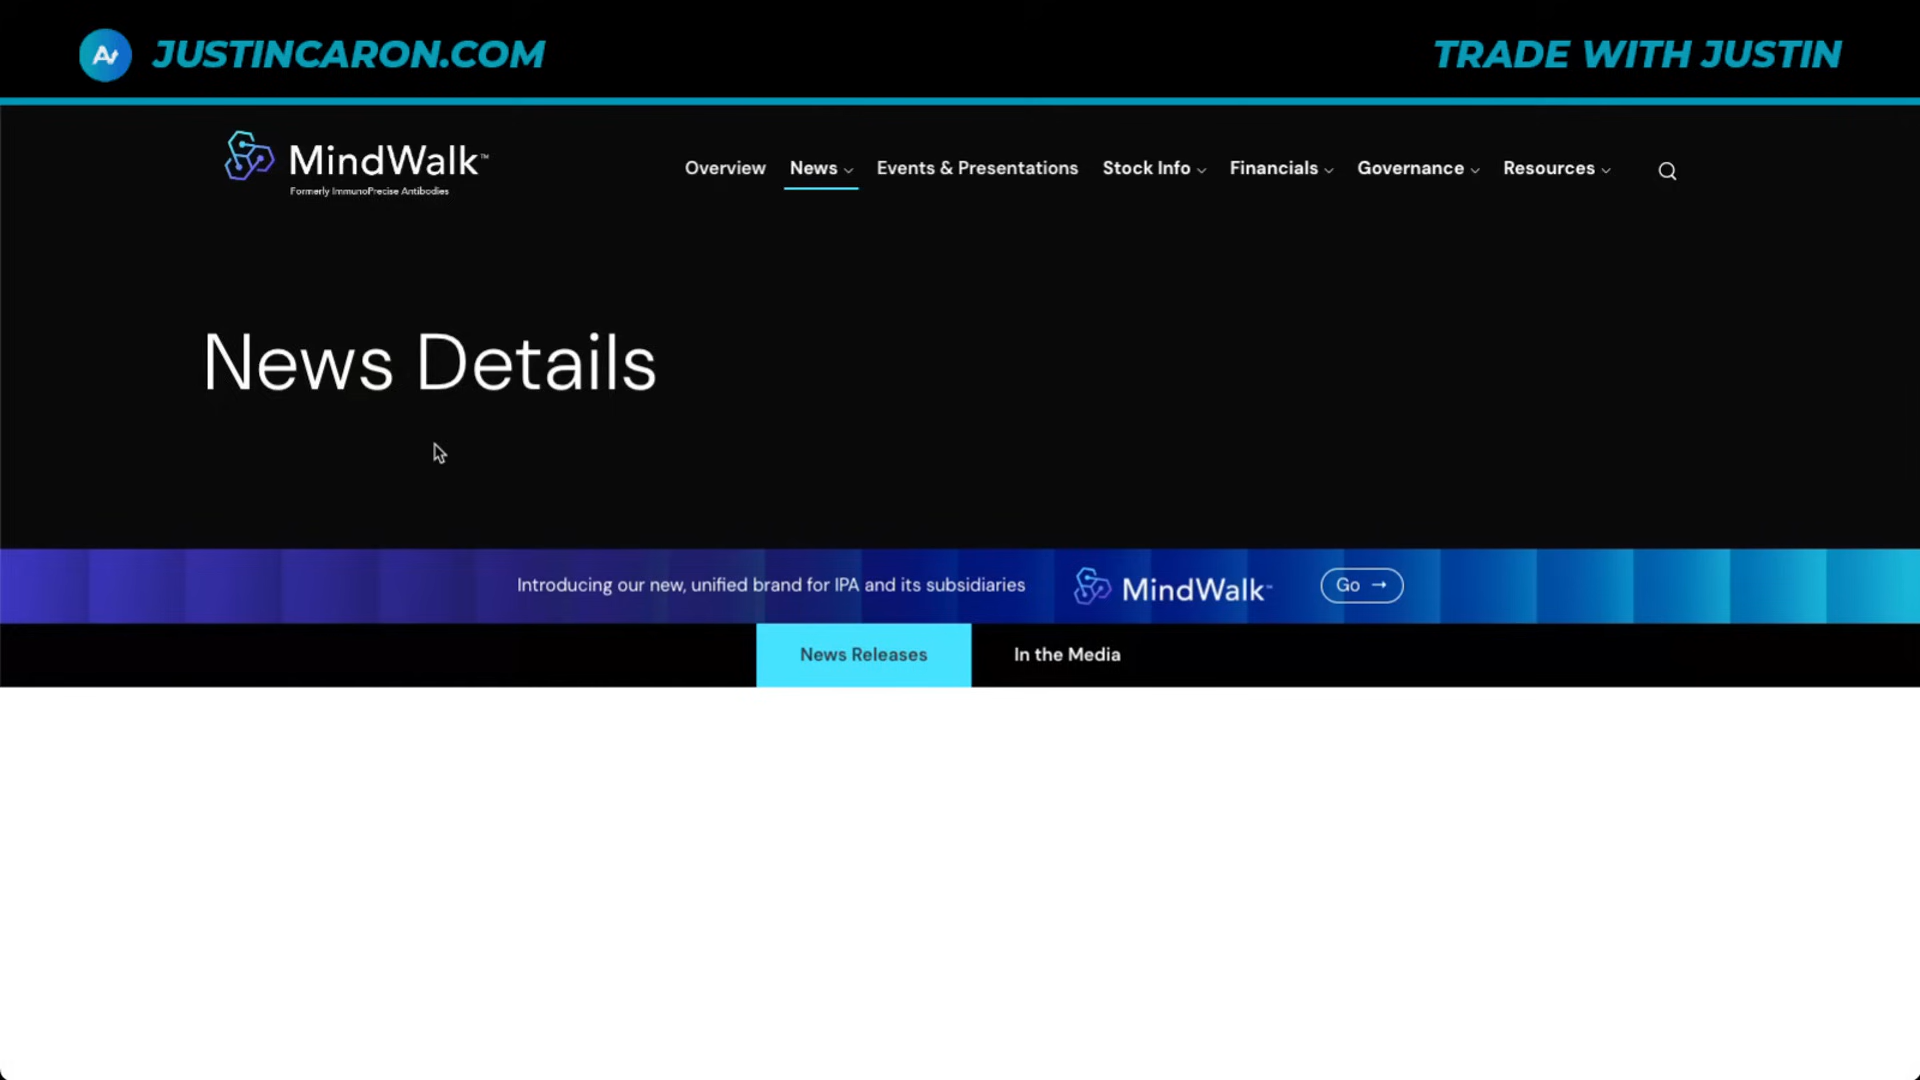 JUSTINCARON.COM
TRADE WITH JUSTIN
MindWalk™
Formerly ImmunoPrecise Antibodies
Overview
News
Events & Presentations
Stock Info
Financials
Governance
Resources
News Details
Introducing our new, unified brand for IPA and its subsidiaries
MindWalk™
Go →
News Releases
In the Media